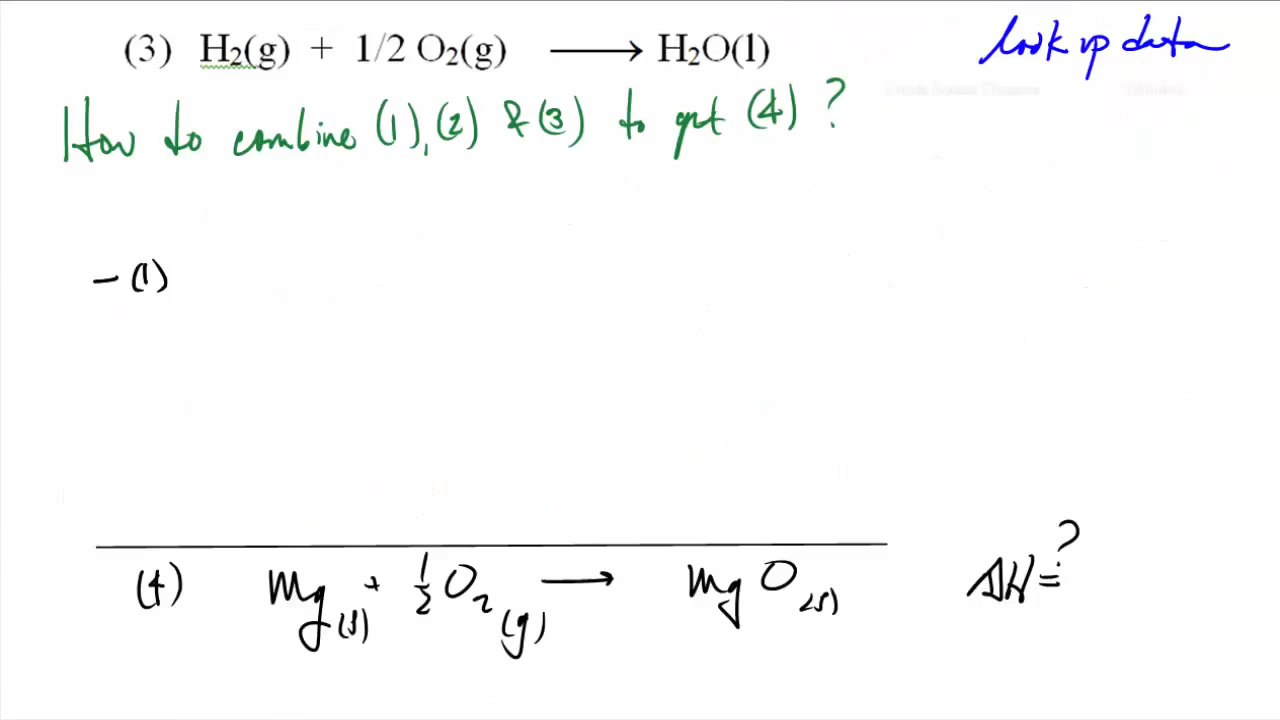 (3) H₂(g) + 1/2 O₂(g) ⟶ H₂O(l) look up data
How to combine (1), (2) & (3) to get (4) ?
– (1)
(4) Mg(s) + ½ O₂(g) ⟶ MgO(s) ΔH = ?